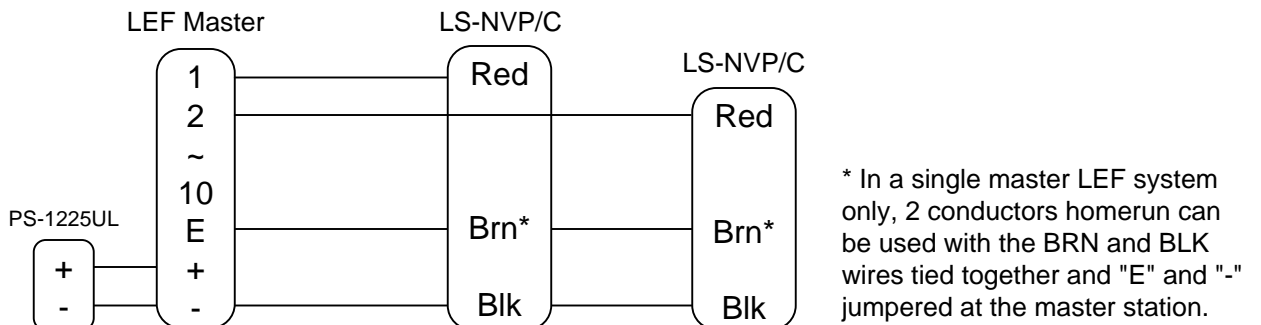 LEF Master
LS-NVP/C
LS-NVP/C
1
2
~
10
E
+
-
Red
Brn*
Blk
Red
Brn*
Blk
PS-1225UL
+
-
* In a single master LEF system
only, 2 conductors homerun can
be used with the BRN and BLK
wires tied together and "E" and "-"
jumpered at the master station.